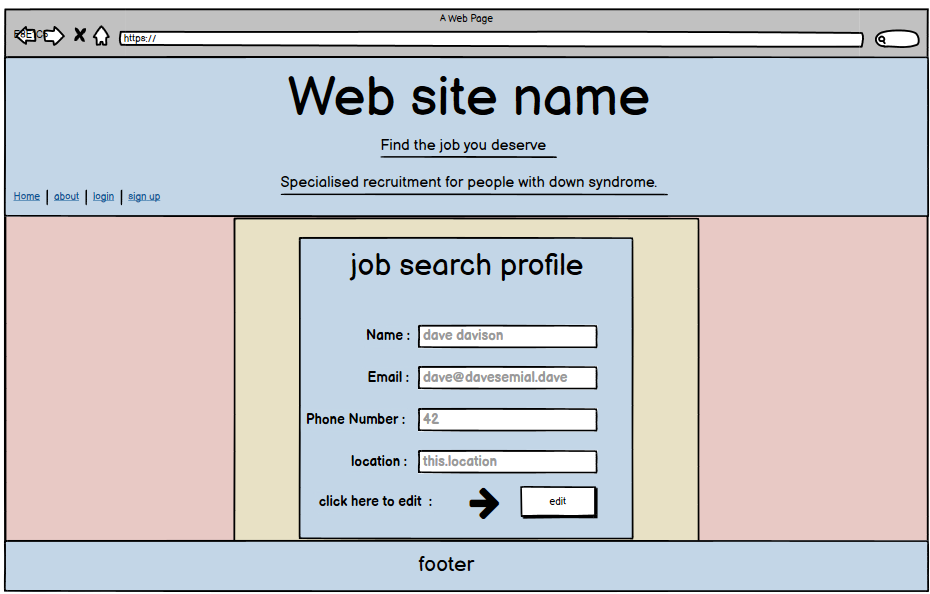 A Web Page
https://
Web site name
Find the job you deserve
Specialised recruitment for people with down syndrome.
Home | about | login | sign up
job search profile
Name : dave davison
Email : dave@davesemial.dave
Phone Number : 42
location : this.location
click here to edit : edit
footer